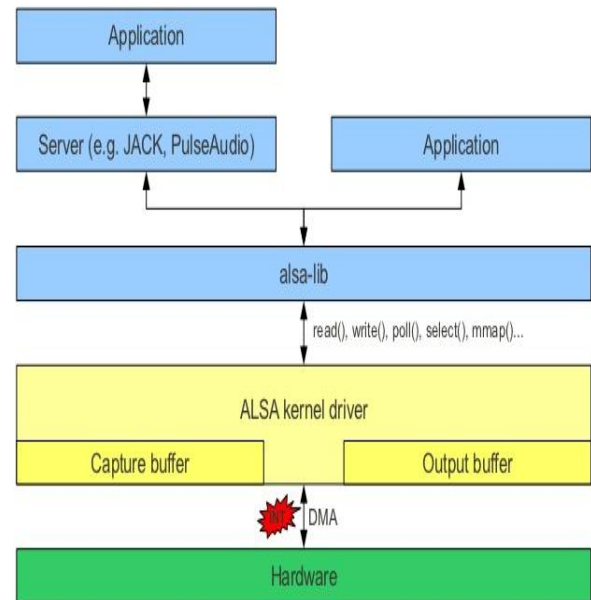 Application
Server (e.g. JACK, PulseAudio)
Application
alsa-lib
read(), write(), poll(), select(), mmap()...
ALSA kernel driver
Capture buffer
Output buffer
INT
DMA
Hardware